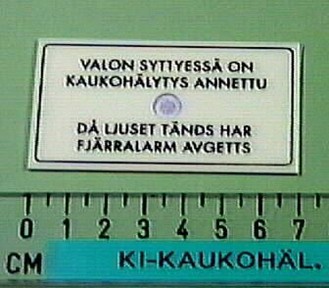 VALON SYTTYESSÄ ON
KAUKOHÄLYTYS ANNETTU
DÅ LJUSET TÄNDS HAR
FJÄRRALARM AVGETTS
0 1 2 3 4 5 6 7
CM KI-KAUKOHÄL.